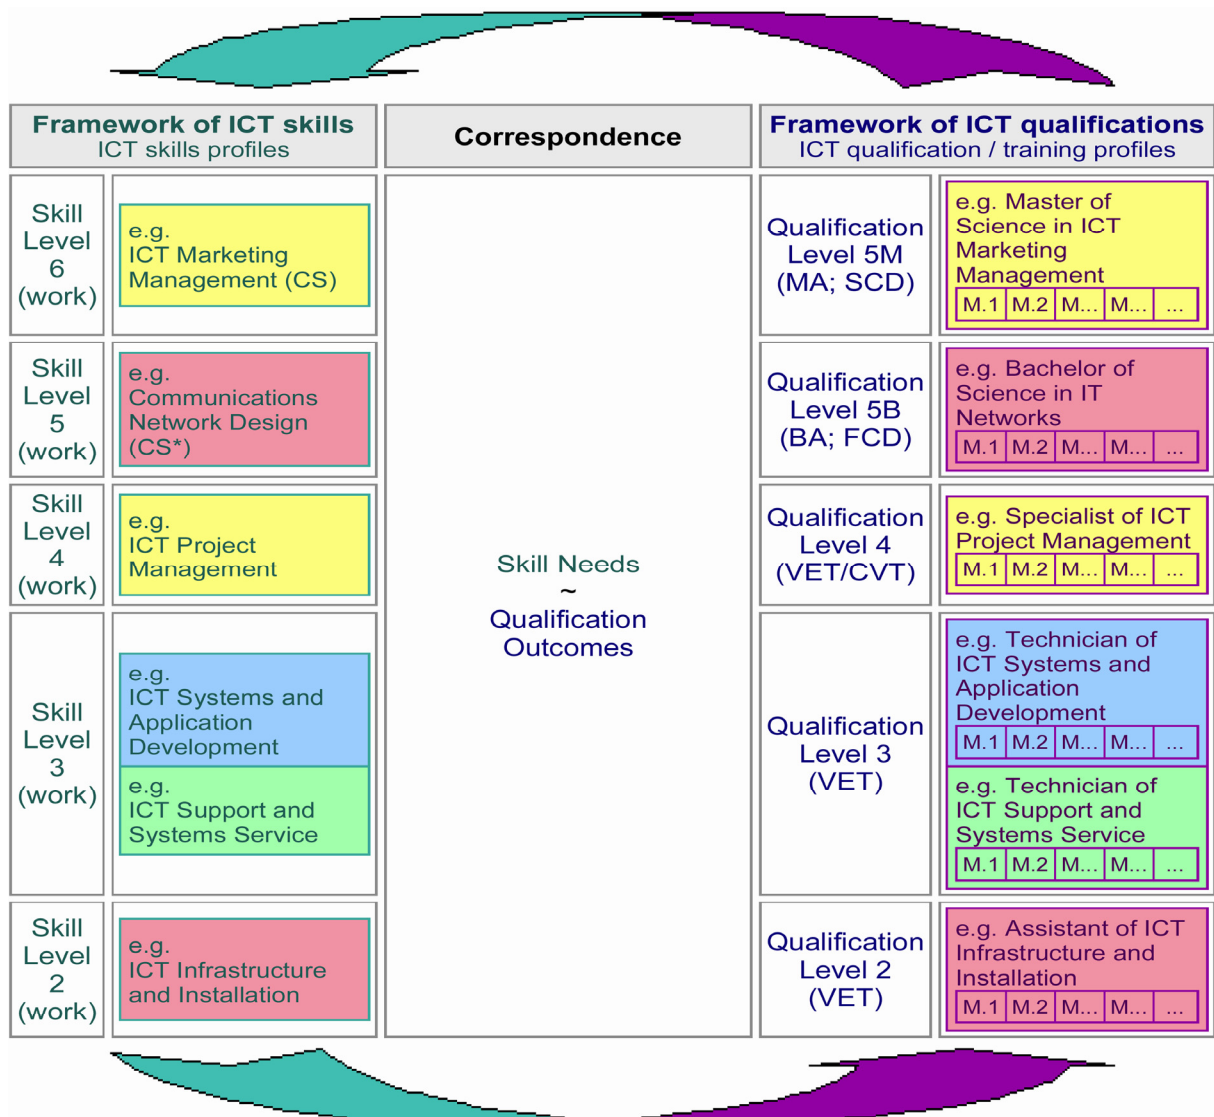 Framework of ICT skills
ICT skills profiles
Correspondence
Framework of ICT qualifications
ICT qualification / training profiles
Skill
Level
6
(work)
e.g.
ICT Marketing
Management (CS)
Qualification
Level 5M
(MA; SCD)
e.g. Master of
Science in ICT
Marketing
Management
M.1 M.2 M... M... ...
Skill
Level
5
(work)
e.g.
Communications
Network Design
(CS*)
Qualification
Level 5B
(BA; FCD)
e.g. Bachelor of
Science in IT
Networks
M.1 M.2 M... M... ...
Skill
Level
4
(work)
e.g.
ICT Project
Management
Skill Needs
~
Qualification
Outcomes
Qualification
Level 4
(VET/CVT)
e.g. Specialist of ICT
Project Management
M.1 M.2 M... M... ...
Skill
Level
3
(work)
e.g.
ICT Systems and
Application
Development
e.g.
ICT Support and
Systems Service
Qualification
Level 3
(VET)
e.g. Technician of
ICT Systems and
Application
Development
M.1 M.2 M... M... ...
e.g. Technician of
ICT Support and
Systems Service
M.1 M.2 M... M... ...
Skill
Level
2
(work)
e.g.
ICT Infrastructure
and Installation
Qualification
Level 2
(VET)
e.g. Assistant of ICT
Infrastructure and
Installation
M.1 M.2 M... M... ...